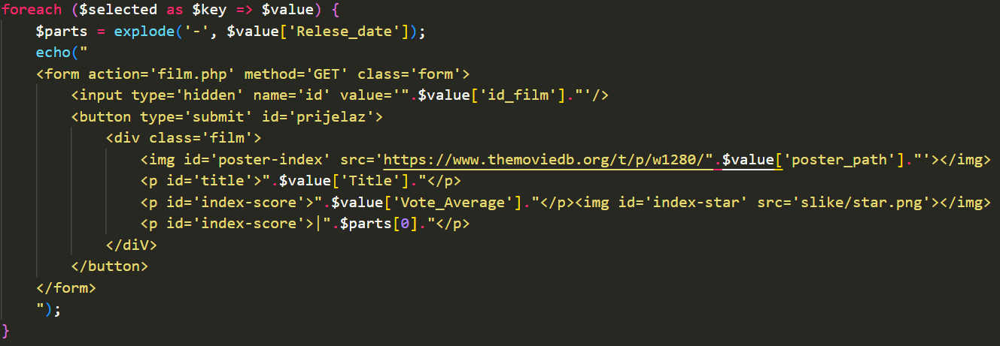 foreach ($selected as $key => $value) {
    $parts = explode('-', $value['Relese_date']);
    echo("
    <form action='film.php' method='GET' class='form'>
        <input type='hidden' name='id' value='".$value['id_film']."'/>
        <button type='submit' id='prijelaz'>
            <div class='film'>
                <img id='poster-index' src='https://www.themoviedb.org/t/p/w1280/".$value['poster_path']."'></img>
                <p id='title'>".$value['Title']."</p>
                <p id='index-score'>".$value['Vote_Average']."</p><img id='index-star' src='slike/star.png'></img>
                <p id='index-score'>|".$parts[0]."</p>
            </diV>
        </button>
    </form>
    ");
}